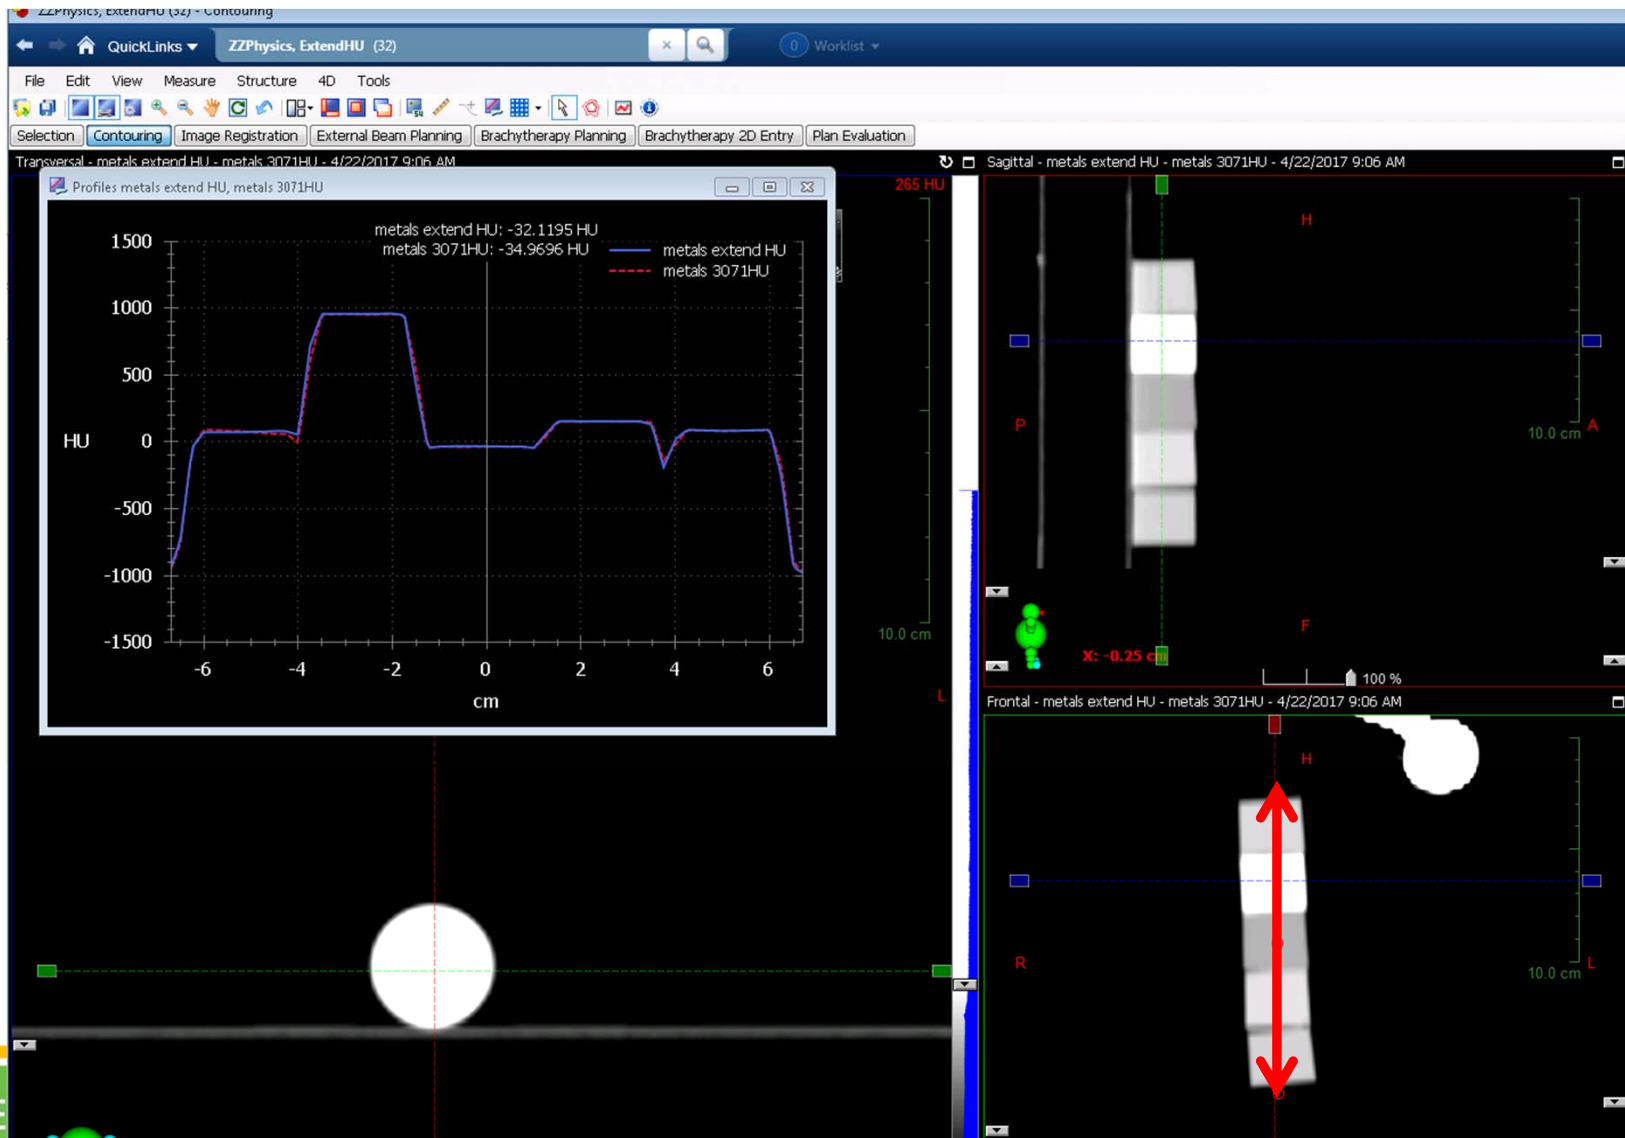 ZZPhysics, ExtendHU (32) - Contouring
QuickLinks ZZPhysics, ExtendHU (32) 0 Worklist
File Edit View Measure Structure 4D Tools
Selection Contouring Image Registration External Beam Planning Brachytherapy Planning Brachytherapy 2D Entry Plan Evaluation
Transversal - metals extend HU - metals 3071HU - 4/22/2017 9:06 AM
Profiles metals extend HU, metals 3071HU
265 HU
metals extend HU: -32.1195 HU
metals 3071HU: -34.9696 HU
metals extend HU
metals 3071HU
1500
1000
500
HU
0
-500
-1000
-1500
-6 -4 -2 0 2 4 6
cm
10.0 cm
L
Sagittal - metals extend HU - metals 3071HU - 4/22/2017 9:06 AM
H
P
A
10.0 cm
F
X: -0.25 cm
100 %
Frontal - metals extend HU - metals 3071HU - 4/22/2017 9:06 AM
H
R
L
10.0 cm